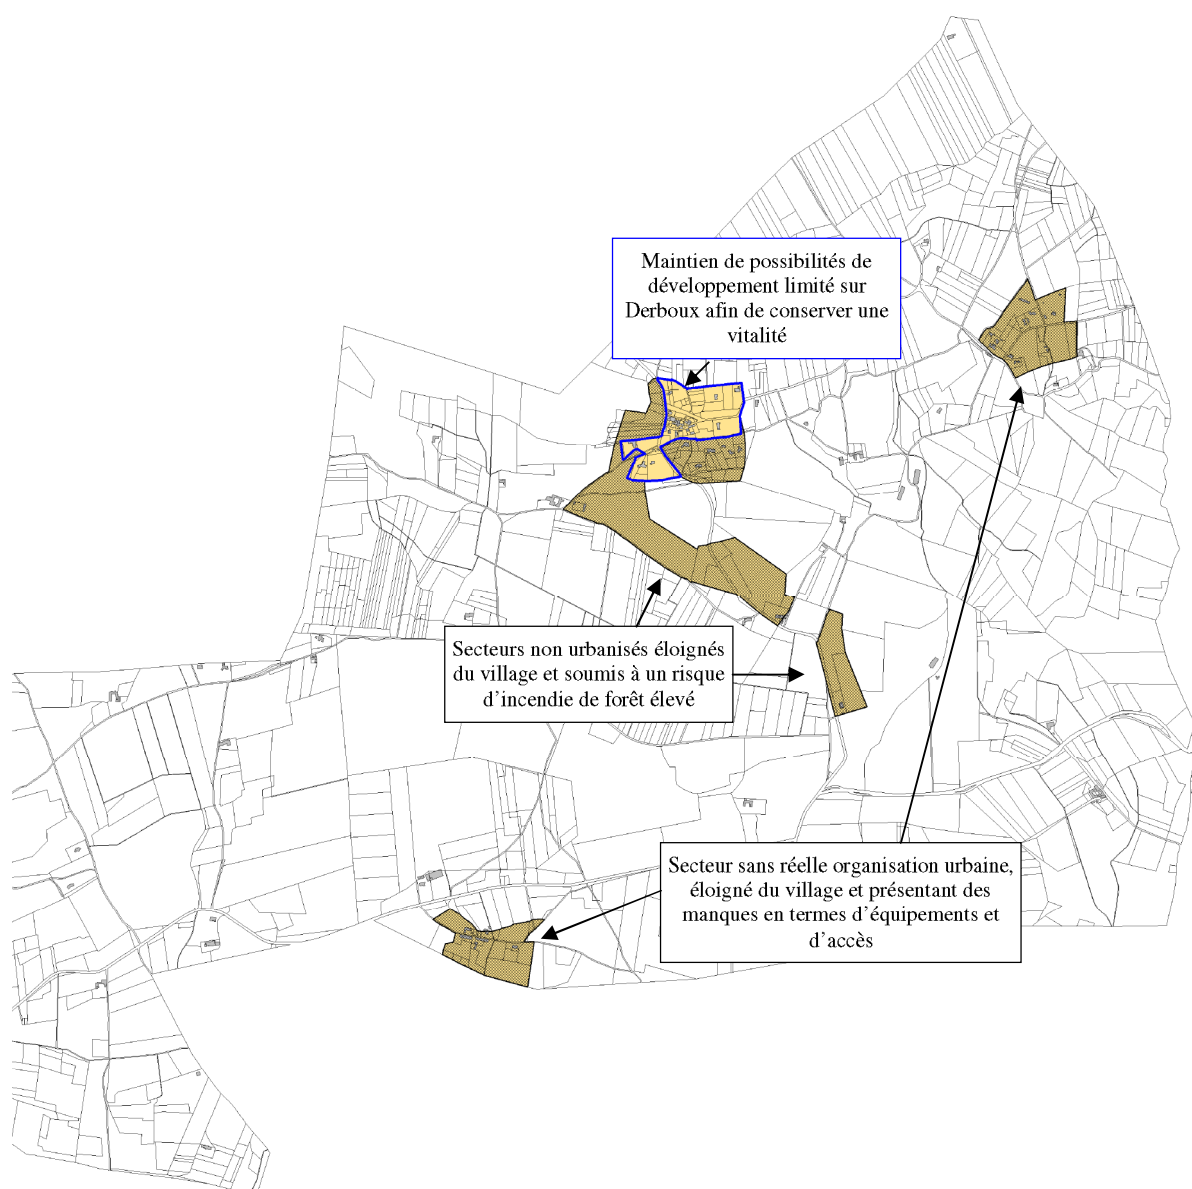 Maintien de possibilités de
développement limité sur
Derboux afin de conserver une
vitalité
Secteurs non urbanisés éloignés
du village et soumis à un risque
d’incendie de forêt élevé
Secteur sans réelle organisation urbaine,
éloigné du village et présentant des
manques en termes d’équipements et
d’accès